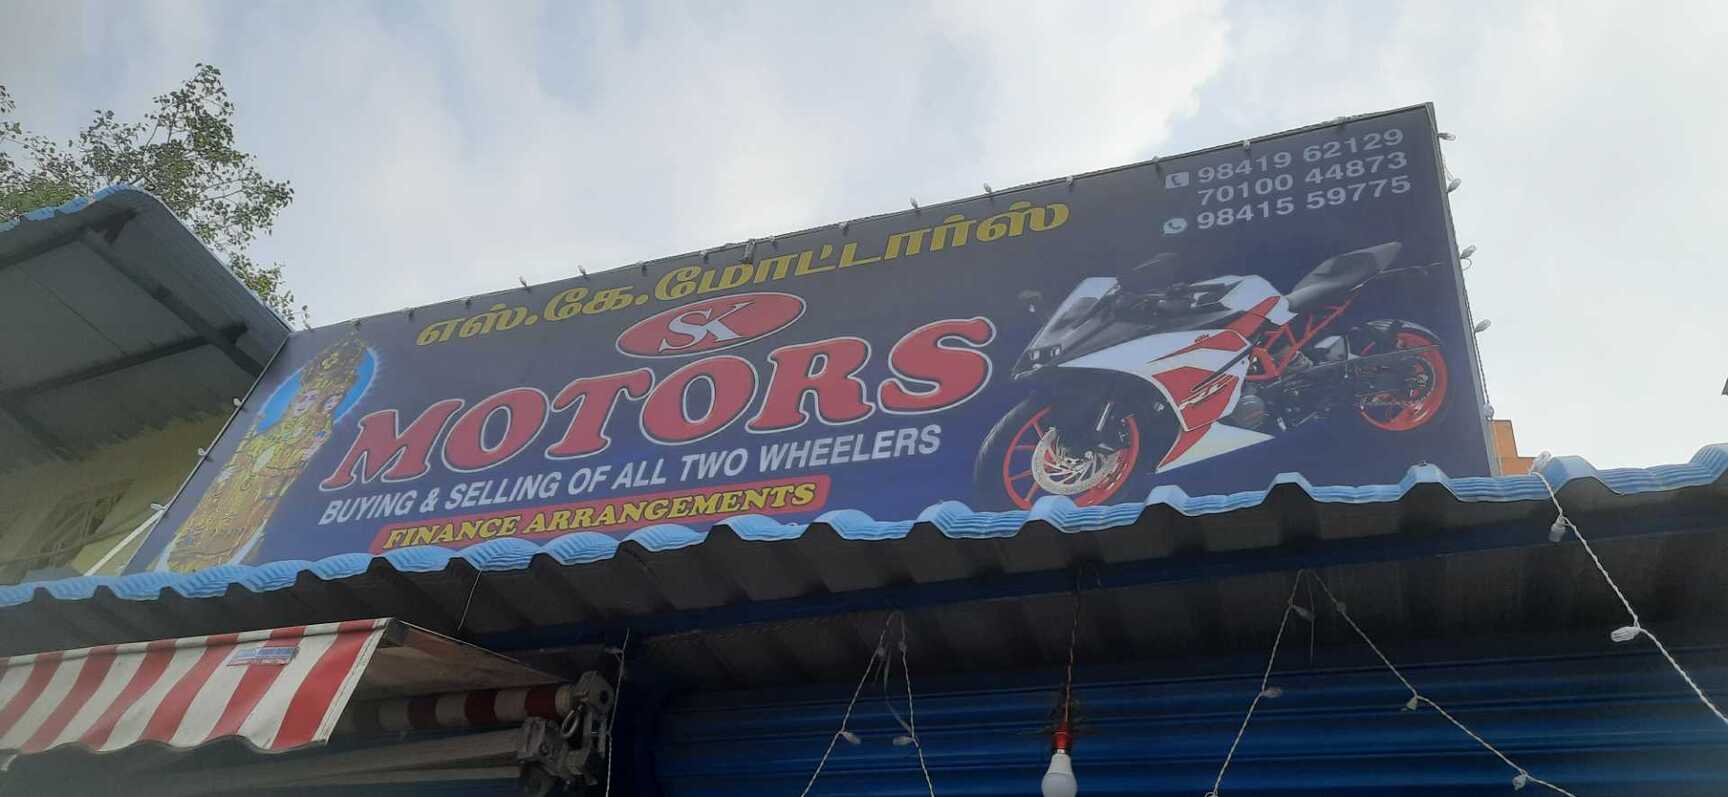 எஸ்.கே.மோட்டார்ஸ்
SK
MOTORS
BUYING & SELLING OF ALL TWO WHEELERS
FINANCE ARRANGEMENTS
98419 62129
70100 44873
98415 59775